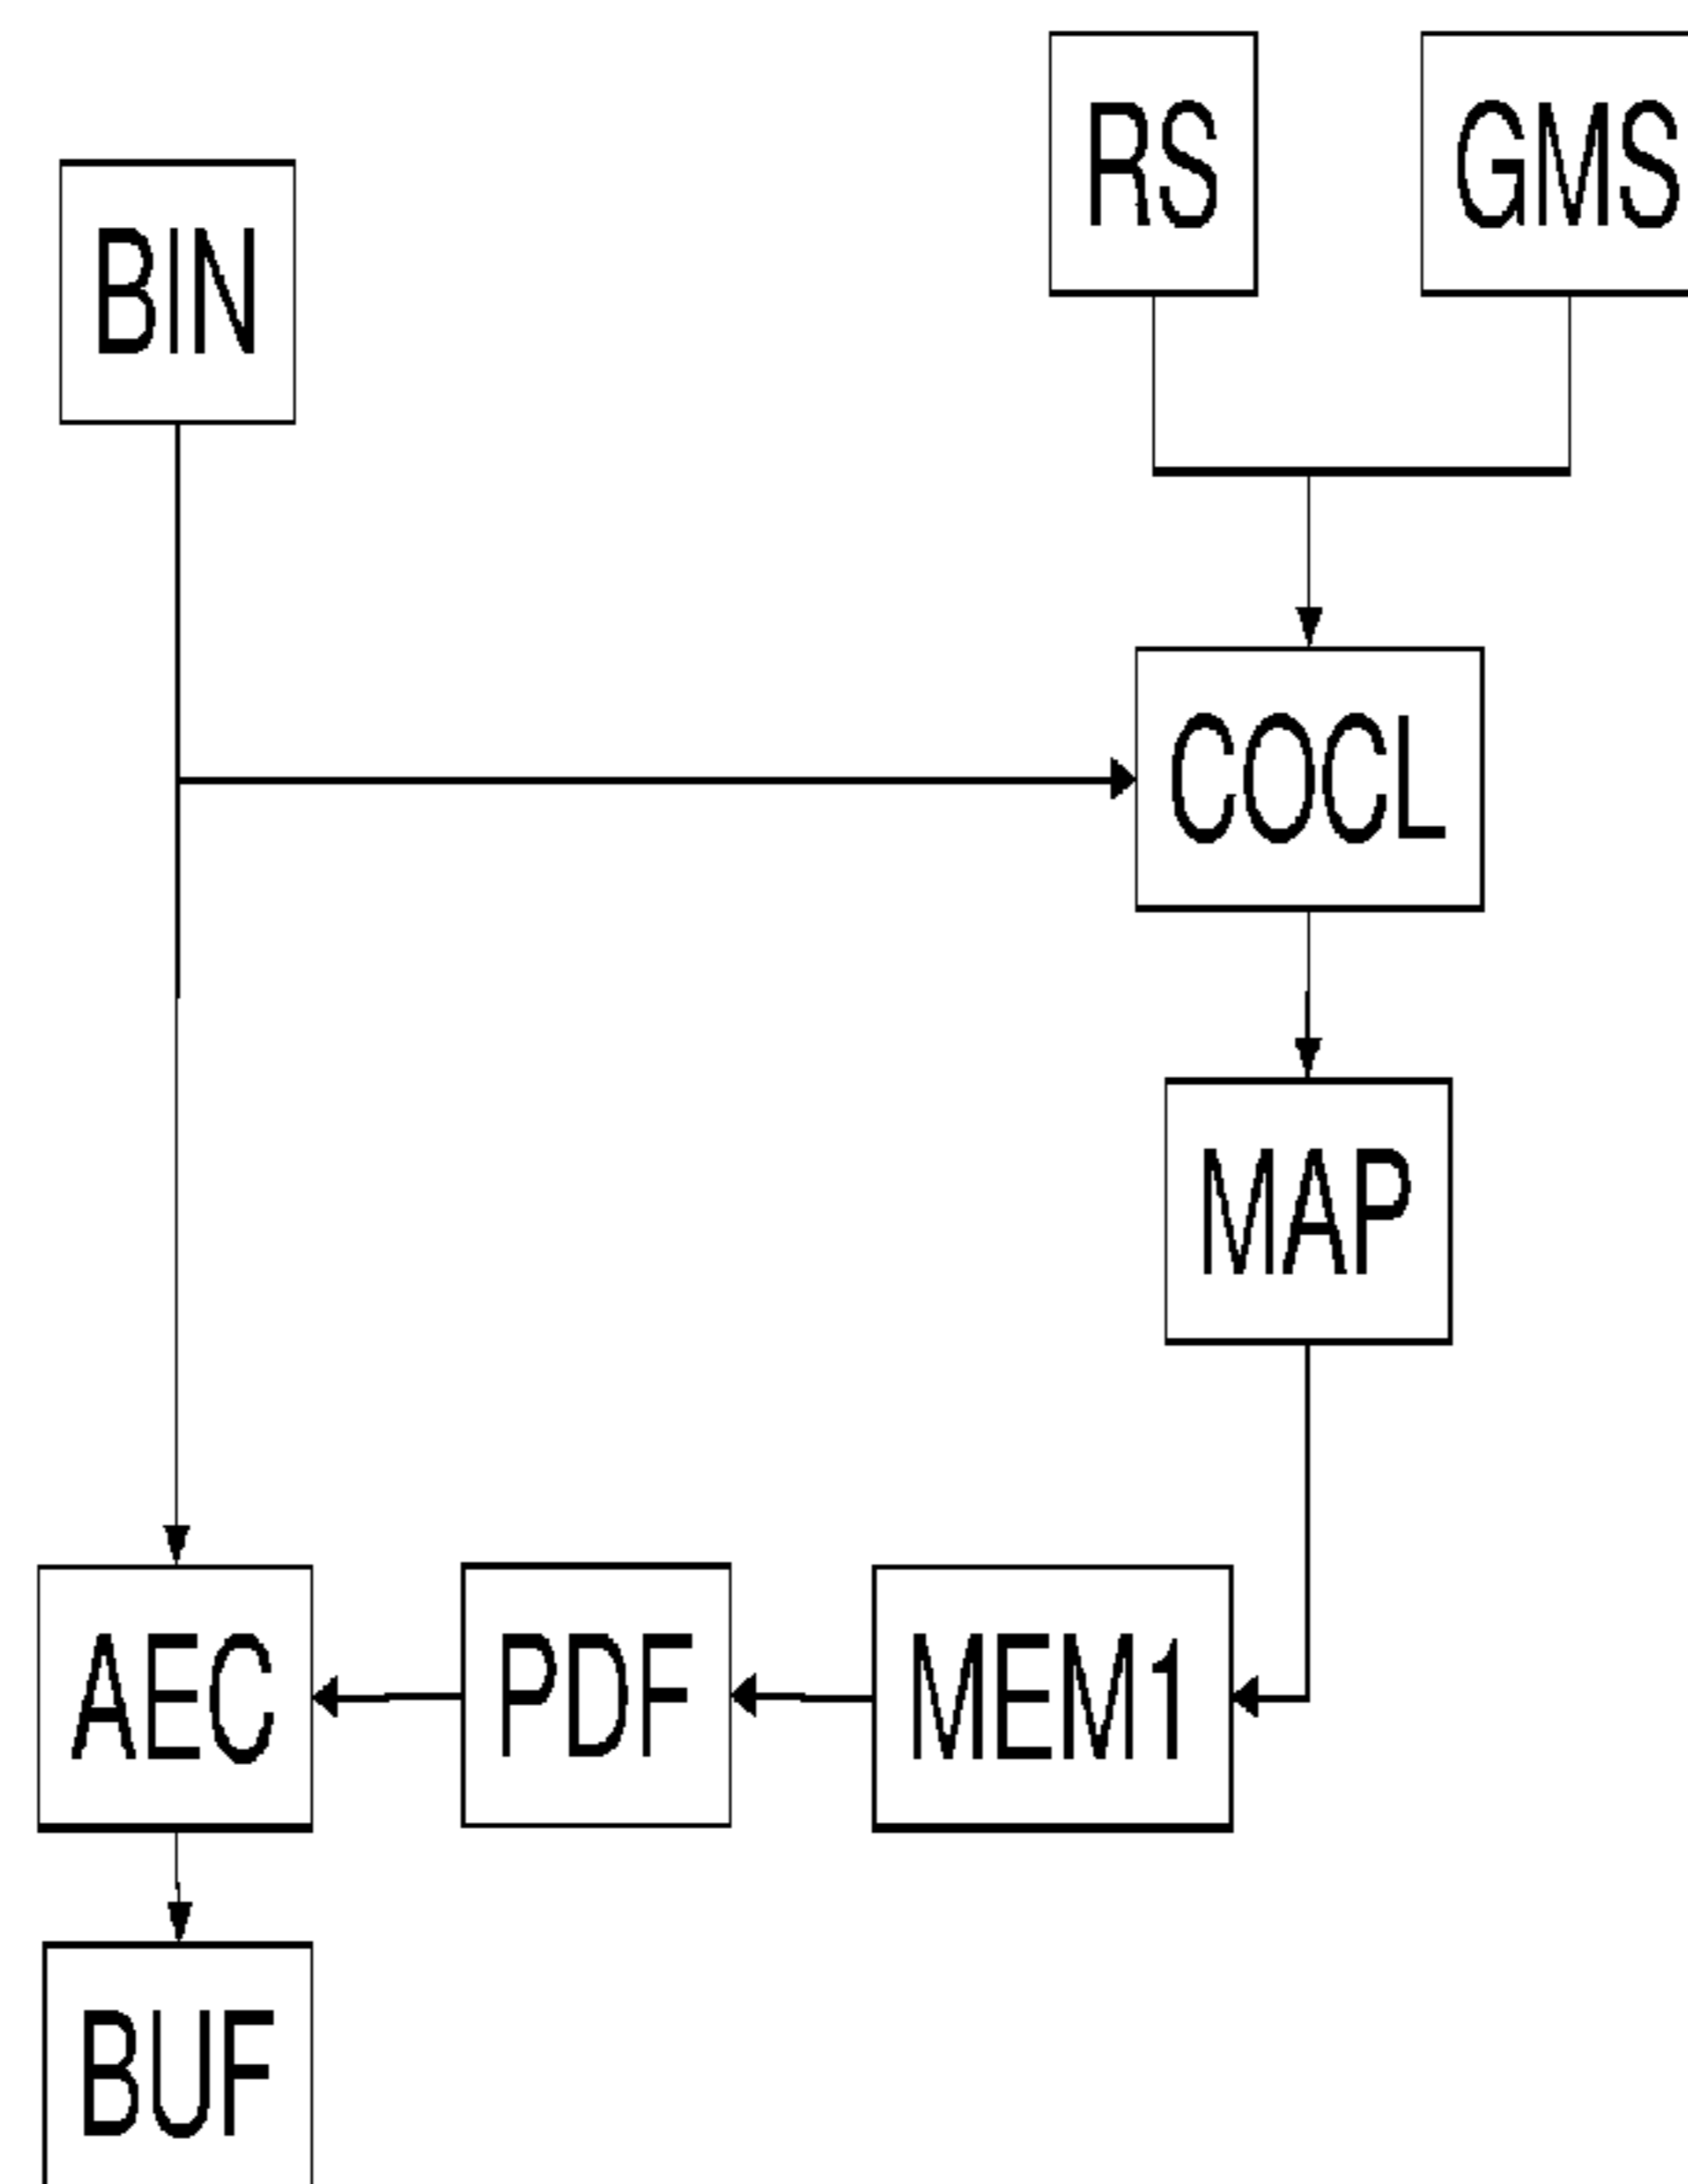 RS
GMS
BIN
COCL
MAP
AEC
PDF
MEM1
BUF